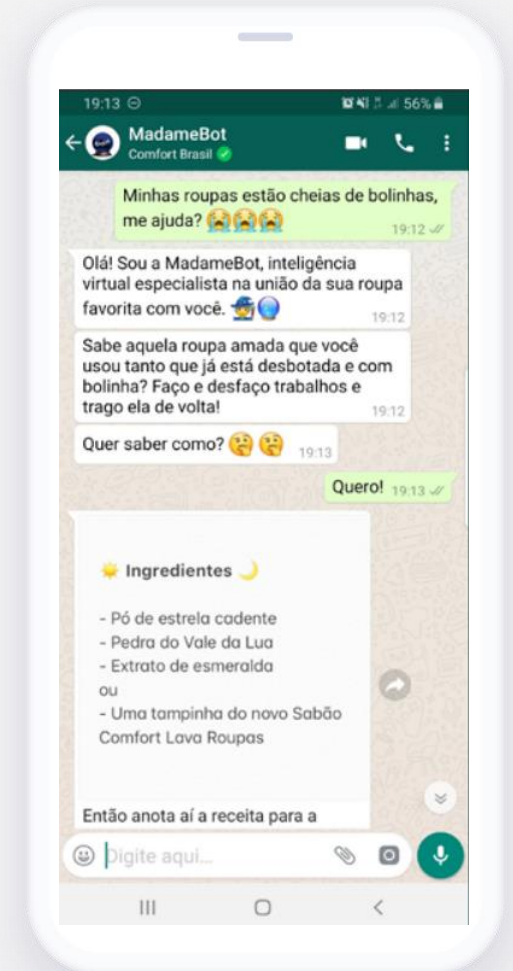 19:13
56%
MadameBot
Comfort Brasil
Minhas roupas estão cheias de bolinhas,
me ajuda? 😭😭😭
19:12
Olá! Sou a MadameBot, inteligência
virtual especialista na união da sua roupa
favorita com você. 🧙🔮
19:12
Sabe aquela roupa amada que você
usou tanto que já está desbotada e com
bolinha? Faço e desfaço trabalhos e
trago ela de volta!
19:12
Quer saber como? 🤔🤔
19:13
Quero! 19:13
☀️ Ingredientes 🌙
- Pó de estrela cadente
- Pedra do Vale da Lua
- Extrato de esmeralda
ou
- Uma tampinha do novo Sabão
Comfort Lava Roupas
Então anota aí a receita para a
Digite aqui...